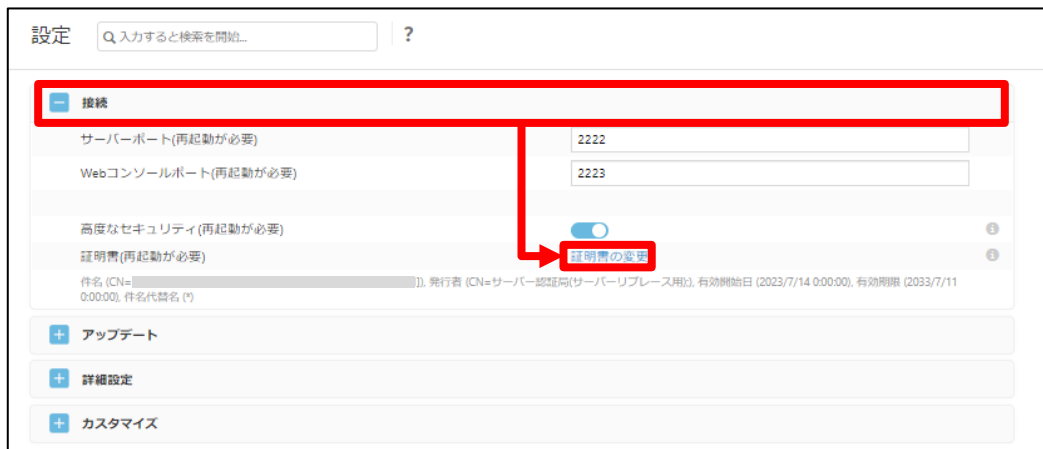 設定
入力すると検索を開始...
?
接続
サーバーポート(再起動が必要)
2222
Webコンソールポート(再起動が必要)
2223
高度なセキュリティ(再起動が必要)
証明書(再起動が必要)
証明書の変更
件名 (CN= ]), 発行者 (CN=サーバー認証局(サーバーリプレース用);), 有効開始日 (2023/7/14 0:00:00), 有効期限 (2033/7/11
0:00:00), 件名代替名 (*)
アップデート
詳細設定
カスタマイズ